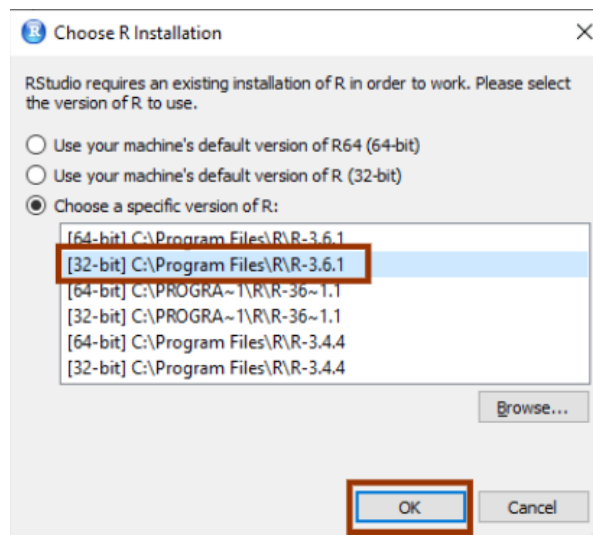 Choose R Installation
RStudio requires an existing installation of R in order to work. Please select
the version of R to use.
Use your machine's default version of R64 (64-bit)
Use your machine's default version of R (32-bit)
Choose a specific version of R:
[64-bit] C:\Program Files\R\R-3.6.1
[32-bit] C:\Program Files\R\R-3.6.1
[64-bit] C:\PROGRA~1\R\R-36~1.1
[32-bit] C:\PROGRA~1\R\R-36~1.1
[64-bit] C:\Program Files\R\R-3.4.4
[32-bit] C:\Program Files\R\R-3.4.4
Browse...
OK Cancel